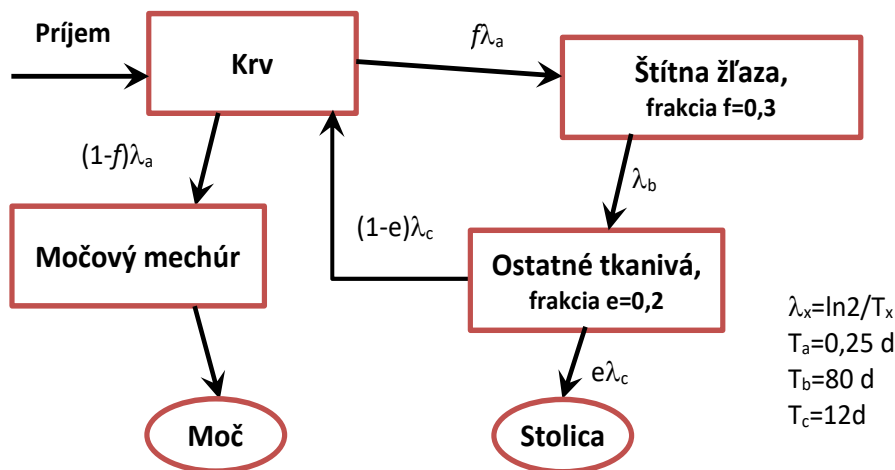 Príjem
Krv
fλa
Štítna žľaza,
frakcia f=0,3
(1-f)λa
λb
(1-e)λc
Močový mechúr
Ostatné tkanivá,
frakcia e=0,2
λx=ln2/Tx
Ta=0,25 d
Tb=80 d
Tc=12d
eλc
Moč
Stolica